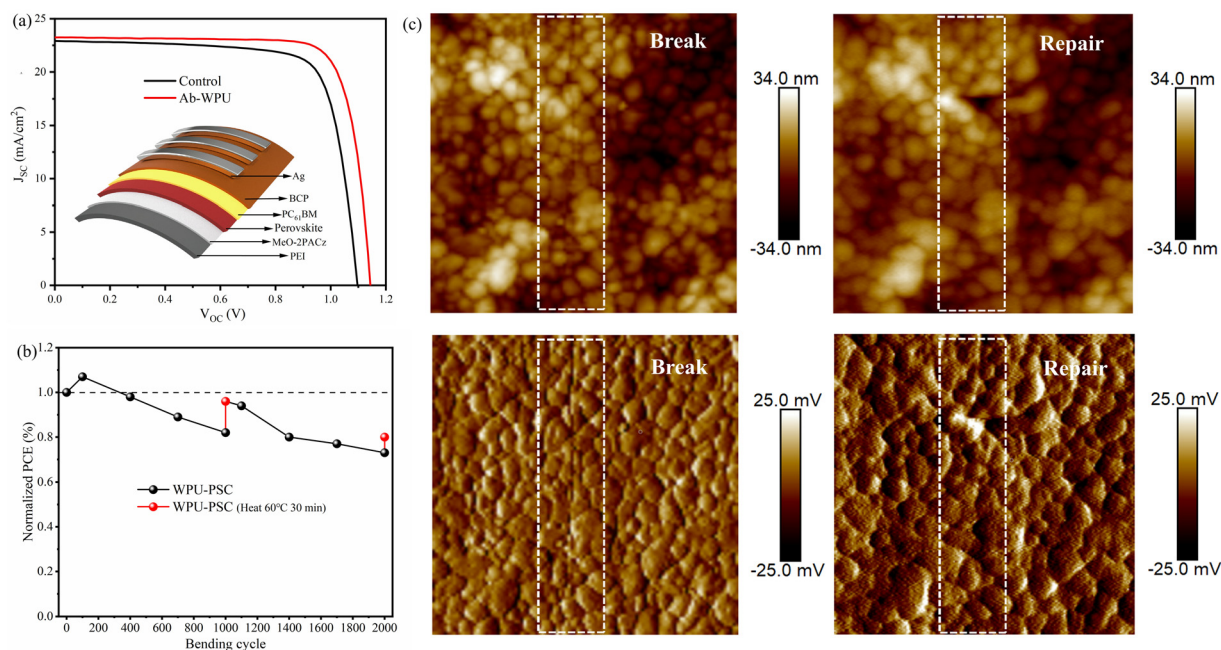 (a)
25
20
15
10
5
0
J_SC (mA/cm²)
Control
Ab-WPU
Ag
BCP
PC₆₁BM
Perovskite
MeO-2PACz
PEI
0.0 0.2 0.4 0.6 0.8 1.0 1.2
V_OC (V)
(b)
1.2
1.0
0.8
0.6
0.4
0.2
0.0
Normalized PCE (%)
WPU-PSC
WPU-PSC (Heat 60°C 30 min)
0 200 400 600 800 1000 1200 1400 1600 1800 2000
Bending cycle
(c)
Break
34.0 nm
-34.0 nm
Repair
34.0 nm
-34.0 nm
Break
25.0 mV
-25.0 mV
Repair
25.0 mV
-25.0 mV